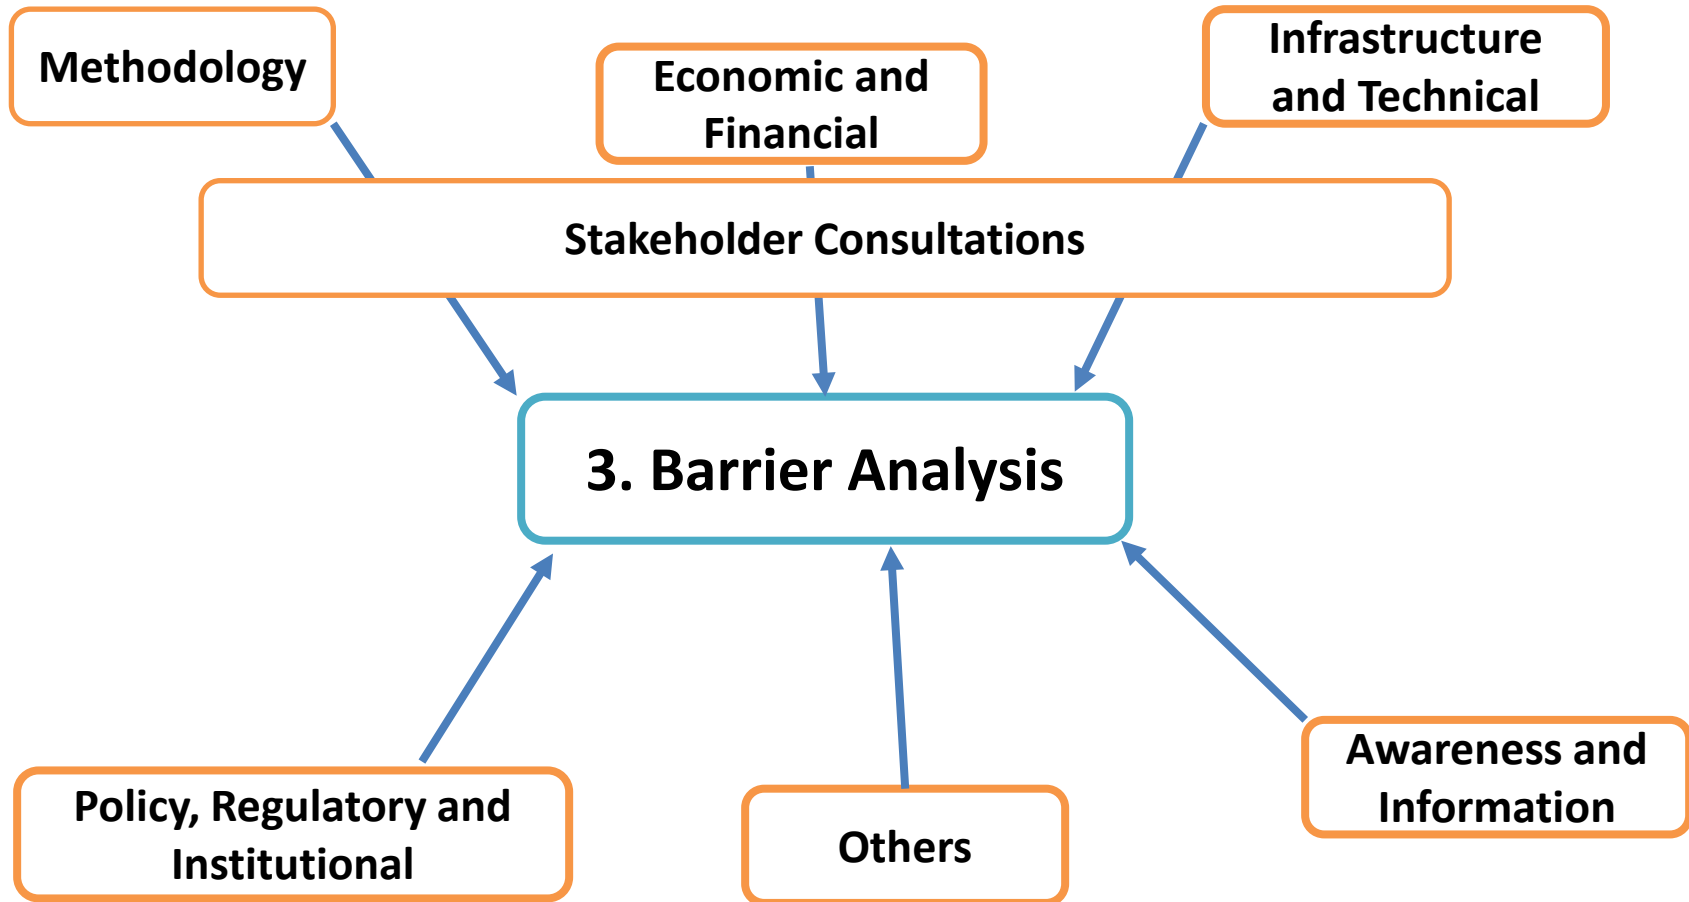 Methodology
Economic and
Financial
Infrastructure
and Technical
Stakeholder Consultations
3. Barrier Analysis
Policy, Regulatory and
Institutional
Others
Awareness and
Information